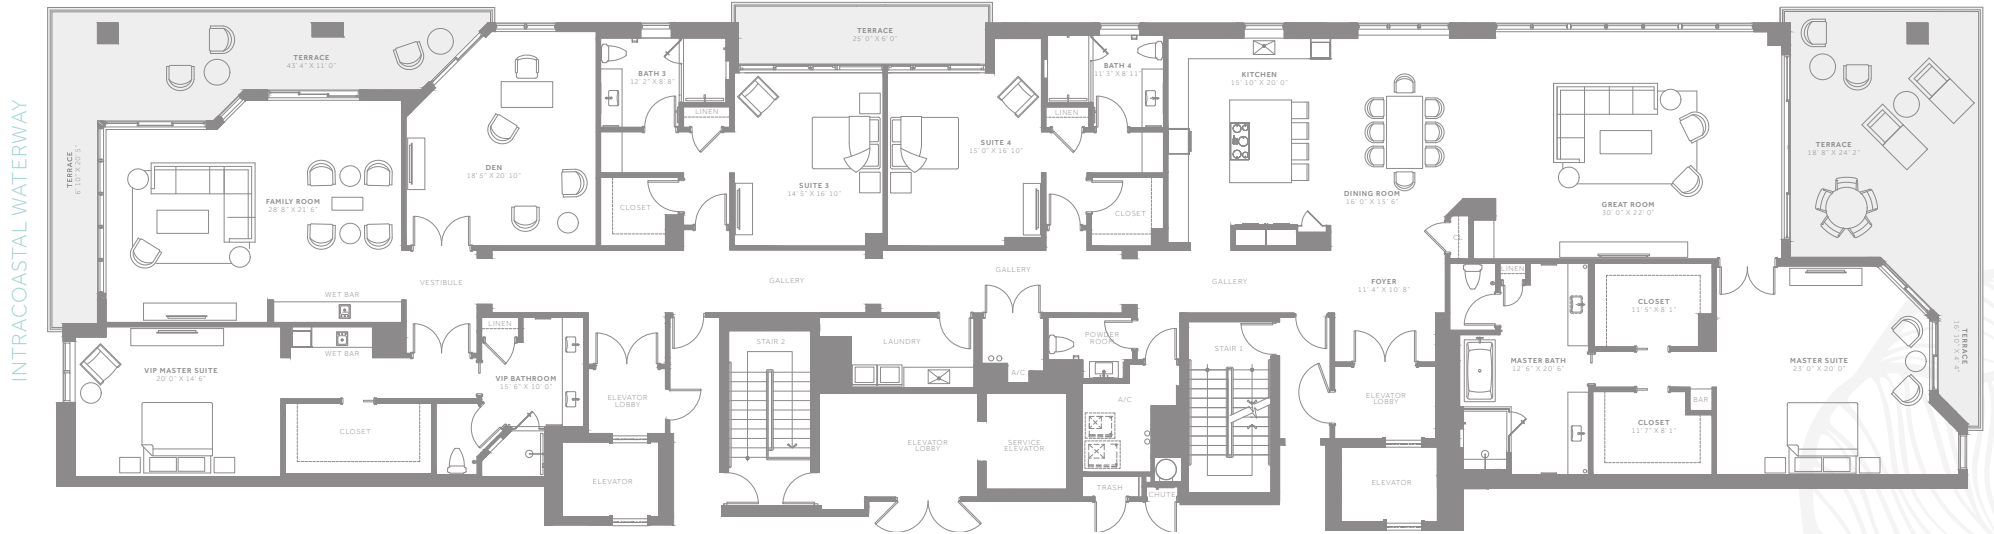 INTRACOASTAL WATERWAY
TERRACE
43' 4" X 11' 0"
TERRACE
6' 10" X 20' 5"
FAMILY ROOM
28' 8" X 21' 6"
DEN
18' 5" X 20' 10"
BATH 3
12' 2" X 8' 8"
LINEN
CLOSET
TERRACE
25' 0" X 6' 0"
SUITE 3
14' 5" X 16' 10"
SUITE 4
15' 0" X 16' 10"
BATH 4
11' 3" X 8' 11"
LINEN
CLOSET
KITCHEN
15' 10" X 20' 0"
DINING ROOM
16' 0" X 15' 6"
GREAT ROOM
30' 0" X 22' 0"
TERRACE
18' 8" X 24' 2"
CL
WET BAR
VESTIBULE
GALLERY
GALLERY
GALLERY
FOYER
11' 4" X 10' 8"
WET BAR
VIP MASTER SUITE
20' 0" X 14' 6"
CLOSET
LINEN
VIP BATHROOM
15' 6" X 10' 0"
ELEVATOR
LOBBY
ELEVATOR
STAIR 2
LAUNDRY
A/C
POWDER
ROOM
A/C
ELEVATOR
LOBBY
SERVICE
ELEVATOR
TRASH
CHUTE
STAIR 1
ELEVATOR
LOBBY
ELEVATOR
LINEN
MASTER BATH
12' 6" X 20' 6"
CLOSET
11' 5" X 8' 1"
BAR
CLOSET
11' 7" X 8' 1"
MASTER SUITE
23' 0" X 20' 0"
TERRACE
16' 10" X 4' 4"